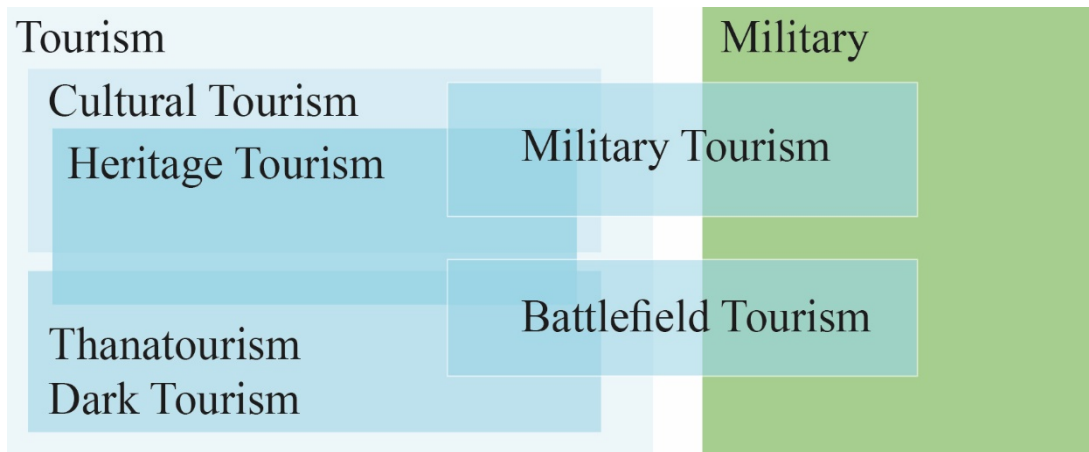 Tourism
Military
Cultural Tourism
Military Tourism
Heritage Tourism
Battlefield Tourism
Thanatourism
Dark Tourism